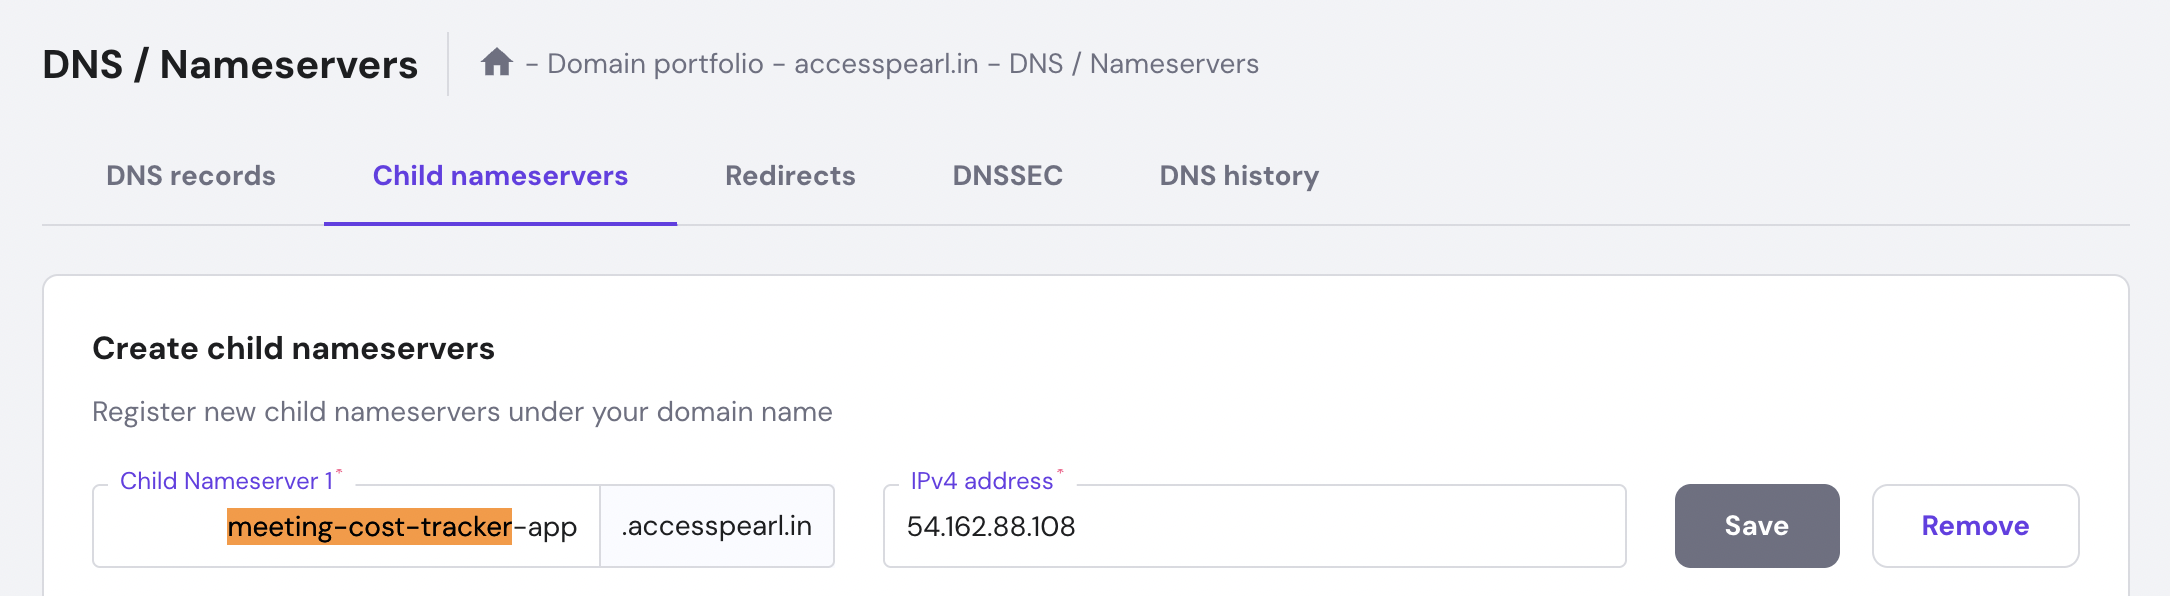 DNS / Nameservers
- Domain portfolio - accesspearl.in - DNS / Nameservers
DNS records
Child nameservers
Redirects
DNSSEC
DNS history
Create child nameservers
Register new child nameservers under your domain name
Child Nameserver 1*
meeting-cost-tracker-app
.accesspearl.in
IPv4 address*
54.162.88.108
Save
Remove